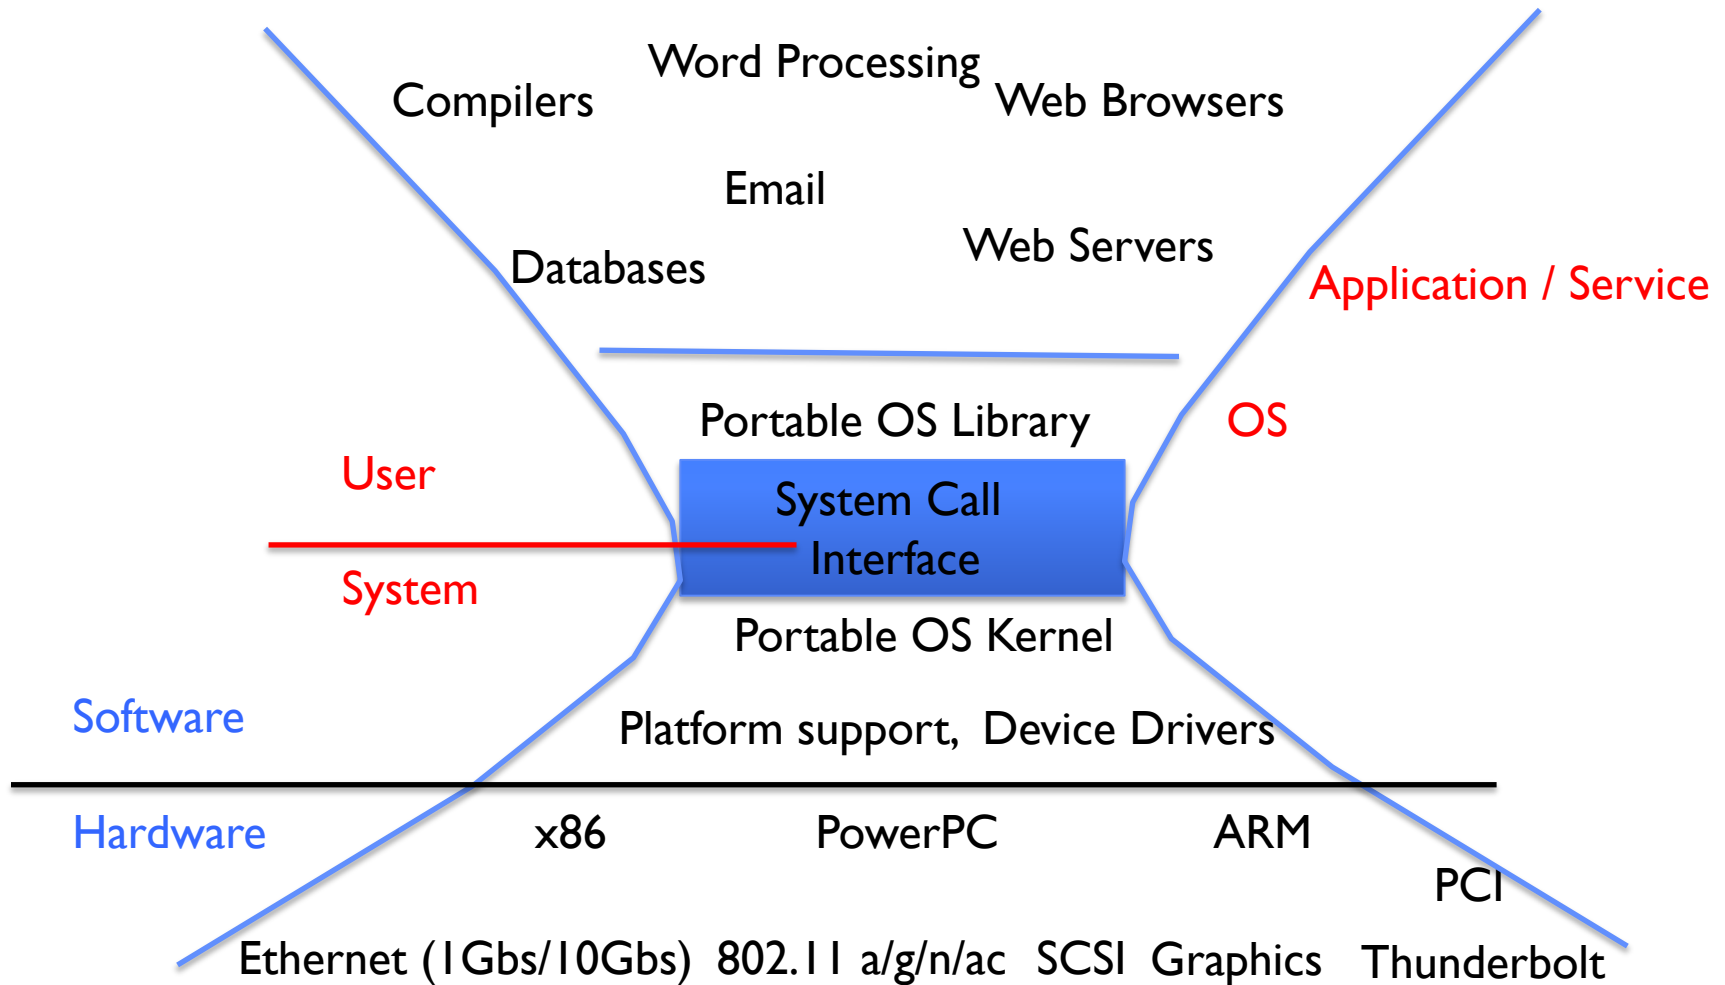 Word Processing
Compilers
Web Browsers
Email
Web Servers
Databases
Application / Service
Portable OS Library
OS
User
System Call
Interface
System
Portable OS Kernel
Software
Platform support, Device Drivers
Hardware
x86
PowerPC
ARM
PCI
Ethernet (1Gbs/10Gbs)
802.11 a/g/n/ac
SCSI
Graphics
Thunderbolt